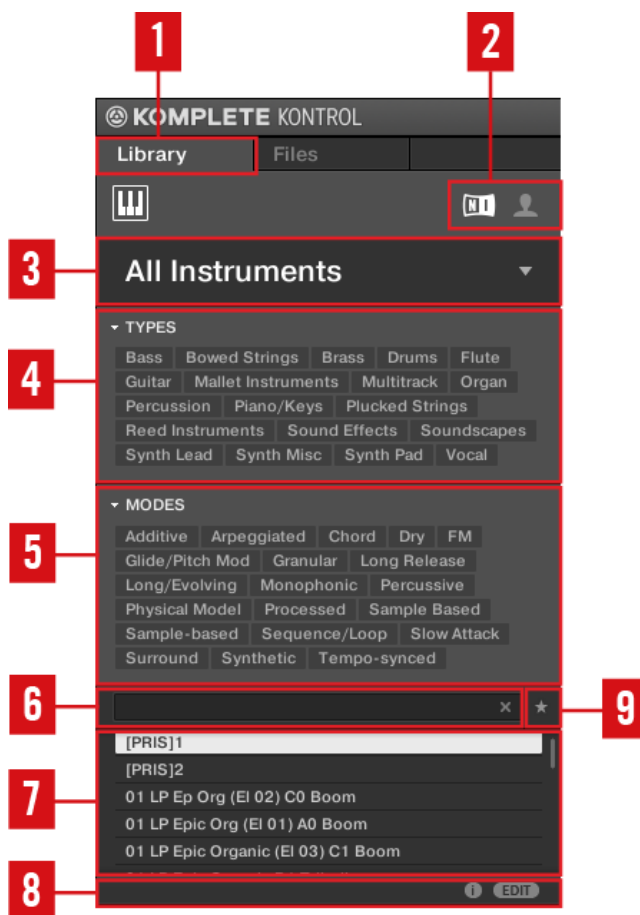 1 2
KOMPLETE KONTROL
Library Files
NI
3 All Instruments
TYPES
Bass Bowed Strings Brass Drums Flute
4 Guitar Mallet Instruments Multitrack Organ
Percussion Piano/Keys Plucked Strings
Reed Instruments Sound Effects Soundscapes
Synth Lead Synth Misc Synth Pad Vocal
MODES
Additive Arpeggiated Chord Dry FM
5 Glide/Pitch Mod Granular Long Release
Long/Evolving Monophonic Percussive
Physical Model Processed Sample Based
Sample-based Sequence/Loop Slow Attack
Surround Synthetic Tempo-synced
6 × ★ 9
[PRIS]1
[PRIS]2
7 01 LP Ep Org (El 02) C0 Boom
01 LP Epic Org (El 01) A0 Boom
01 LP Epic Organic (El 03) C1 Boom
8 i EDIT